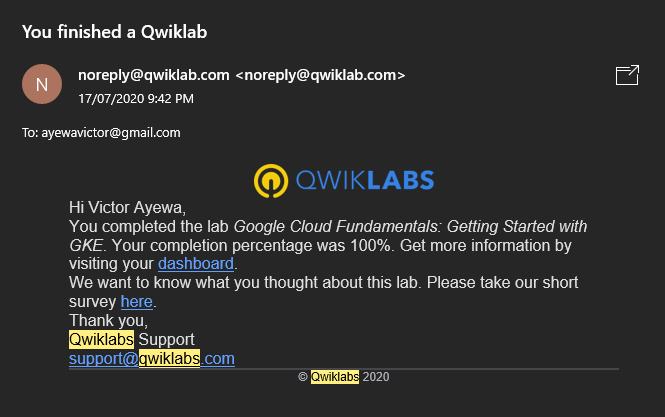 You finished a Qwiklab
N
noreply@qwiklab.com <noreply@qwiklab.com>
17/07/2020 9:42 PM
To: ayewavictor@gmail.com
QWIKLABS
Hi Victor Ayewa,
You completed the lab Google Cloud Fundamentals: Getting Started with
GKE. Your completion percentage was 100%. Get more information by
visiting your dashboard.
We want to know what you thought about this lab. Please take our short
survey here.
Thank you,
Qwiklabs Support
support@qwiklabs.com
© Qwiklabs 2020